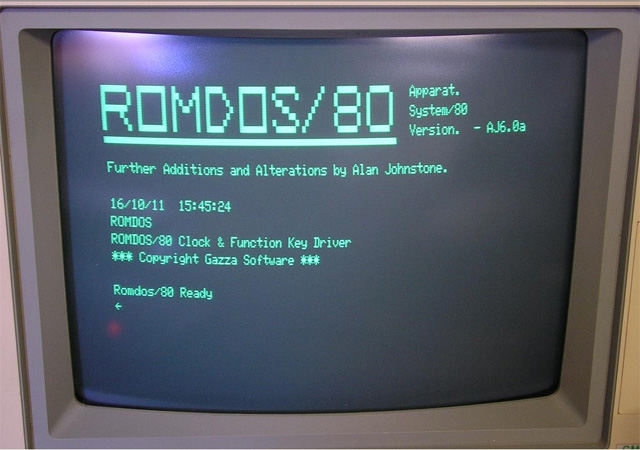 ROMDOS/80
Apparat.
System/80
Version. - AJ6.0a
Further Additions and Alterations by Alan Johnstone.
16/10/11 15:45:24
ROMDOS
ROMDOS/80 Clock & Function Key Driver
*** Copyright Gazza Software ***
Romdos/80 Ready
←